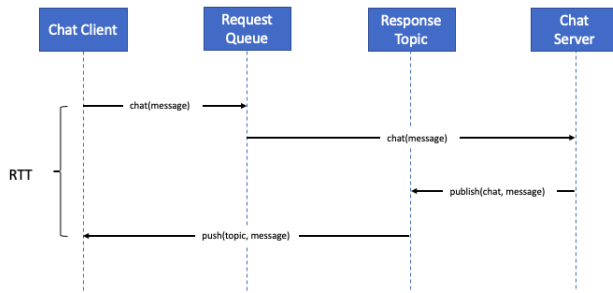 Chat Client
Request
Queue
Response
Topic
Chat
Server
chat(message)
chat(message)
RTT
publish(chat, message)
push(topic, message)